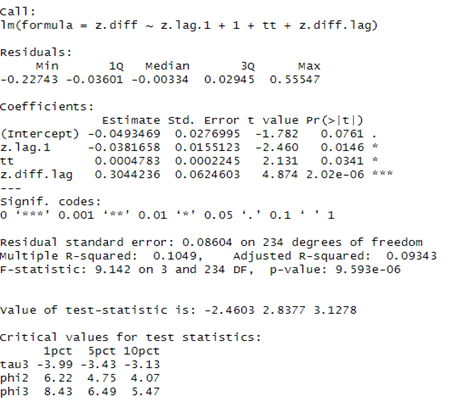 Call:
lm(formula = z.diff ~ z.lag.1 + 1 + tt + z.diff.lag)

Residuals:
     Min       1Q   Median       3Q      Max
-0.22743 -0.03601 -0.00334  0.02945  0.55547

Coefficients:
              Estimate Std. Error t value Pr(>|t|)
(Intercept) -0.0493469  0.0276995  -1.782   0.0761 .
z.lag.1     -0.0381658  0.0155123  -2.460   0.0146 *
tt           0.0004783  0.0002245   2.131   0.0341 *
z.diff.lag   0.3044236  0.0624603   4.874 2.02e-06 ***
---
Signif. codes:
0 ‘***’ 0.001 ‘**’ 0.01 ‘*’ 0.05 ‘.’ 0.1 ‘ ’ 1

Residual standard error: 0.08604 on 234 degrees of freedom
Multiple R-squared:  0.1049,    Adjusted R-squared:  0.09343
F-statistic: 9.142 on 3 and 234 DF,  p-value: 9.593e-06


Value of test-statistic is: -2.4603 2.8377 3.1278

Critical values for test statistics:
      1pct  5pct 10pct
tau3 -3.99 -3.43 -3.13
phi2  6.22  4.75  4.07
phi3  8.43  6.49  5.47